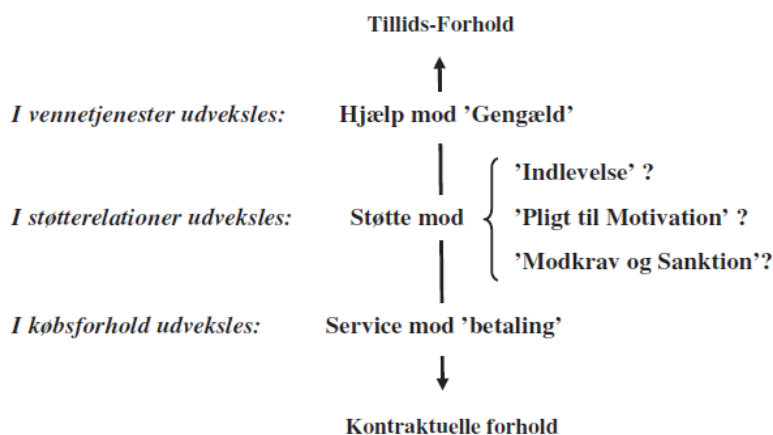 Tillids-Forhold
I vennetjenester udveksles: Hjælp mod ’Gengæld’
’Indlevelse’ ?
I støtterelationer udveksles: Støtte mod ’Pligt til Motivation’ ?
’Modkrav og Sanktion’?
I købsforhold udveksles: Service mod ’betaling’
Kontraktuelle forhold